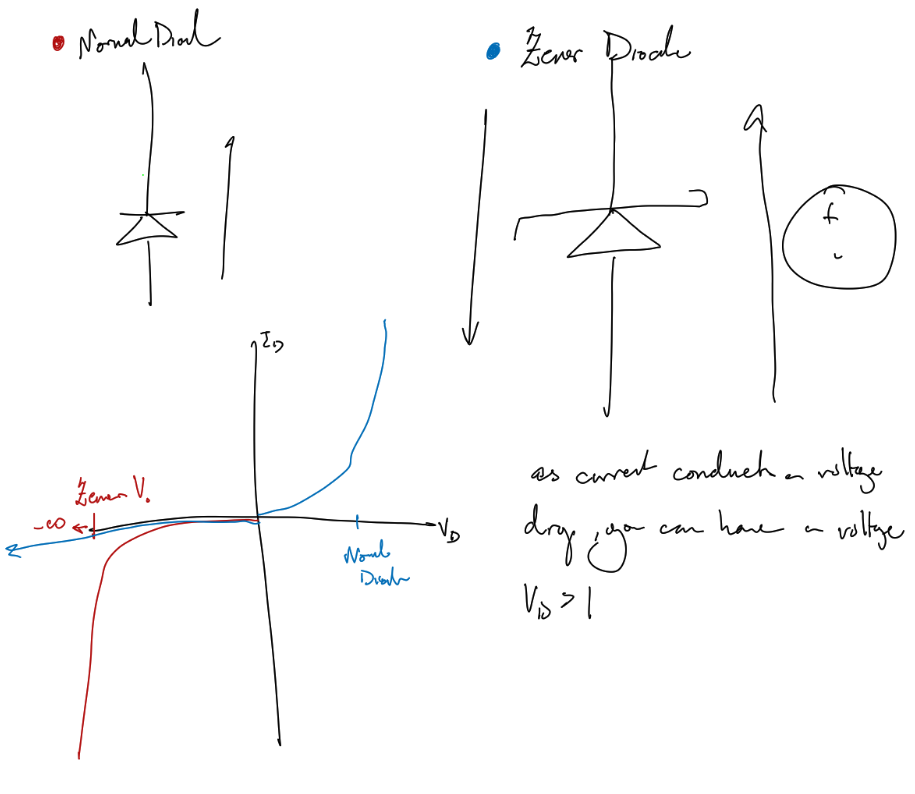 Normal Diod
Zener Diode
I_D
Zener V.
-∞
V_D
Normal
Diode
as current conducts a voltage
drop, you can have a voltage
V_D > 1